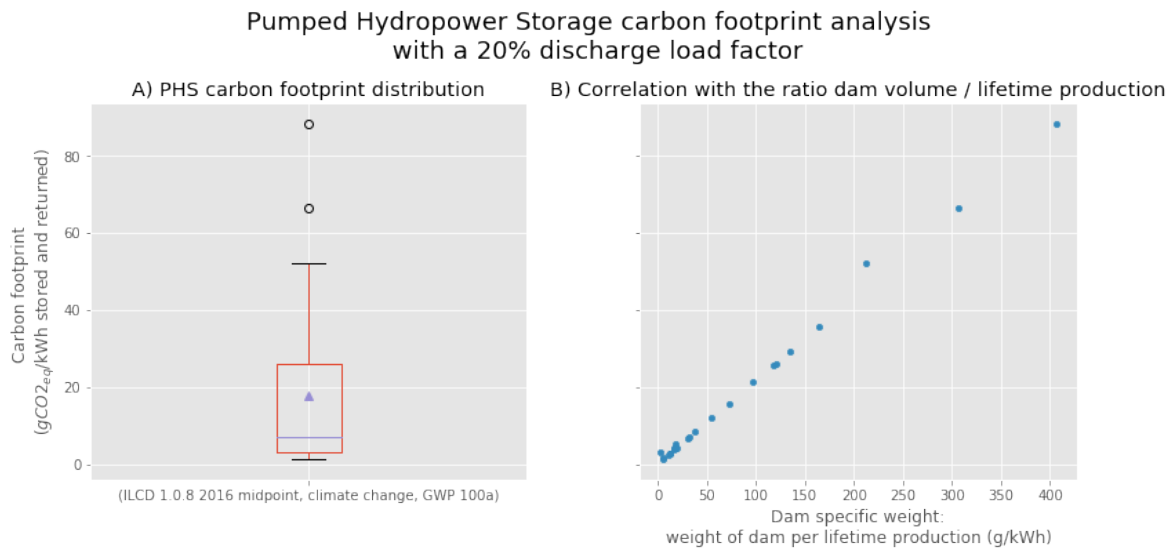 Pumped Hydropower Storage carbon footprint analysis
with a 20% discharge load factor
A) PHS carbon footprint distribution
Carbon footprint
(gCO2eq/kWh stored and returned)
80
60
40
20
0
(ILCD 1.0.8 2016 midpoint, climate change, GWP 100a)
B) Correlation with the ratio dam volume / lifetime production
0 50 100 150 200 250 300 350 400
Dam specific weight:
weight of dam per lifetime production (g/kWh)